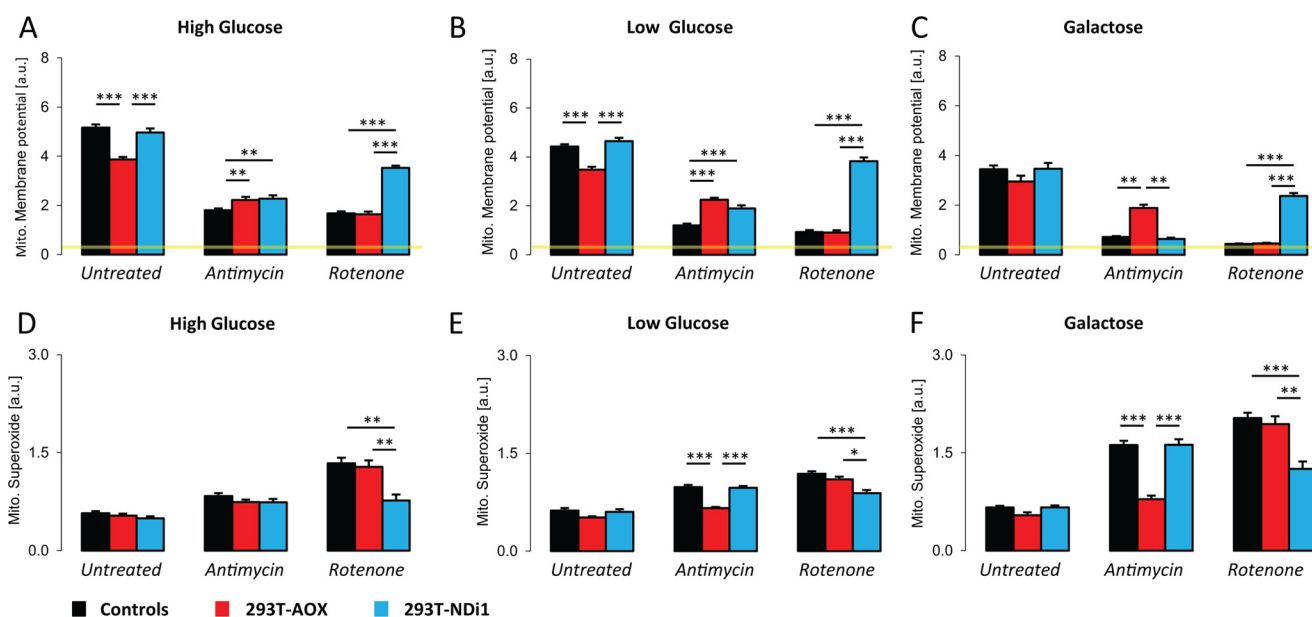 A
High Glucose
Mito. Membrane potential [a.u.]
8
6
4
2
0
*** ***
** **
*** ***
Untreated Antimycin Rotenone
B
Low Glucose
Mito. Membrane potential [a.u.]
8
6
4
2
0
*** ***
*** ***
*** ***
Untreated Antimycin Rotenone
C
Galactose
Mito. Membrane potential [a.u.]
8
6
4
2
0
** **
*** ***
Untreated Antimycin Rotenone
D
High Glucose
Mito. Superoxide [a.u.]
3.0
1.5
0.0
** **
Untreated Antimycin Rotenone
E
Low Glucose
Mito. Superoxide [a.u.]
3.0
1.5
0.0
*** ***
*** *
Untreated Antimycin Rotenone
F
Galactose
Mito. Superoxide [a.u.]
3.0
1.5
0.0
*** ***
*** **
Untreated Antimycin Rotenone
Controls 293T-AOX 293T-NDi1